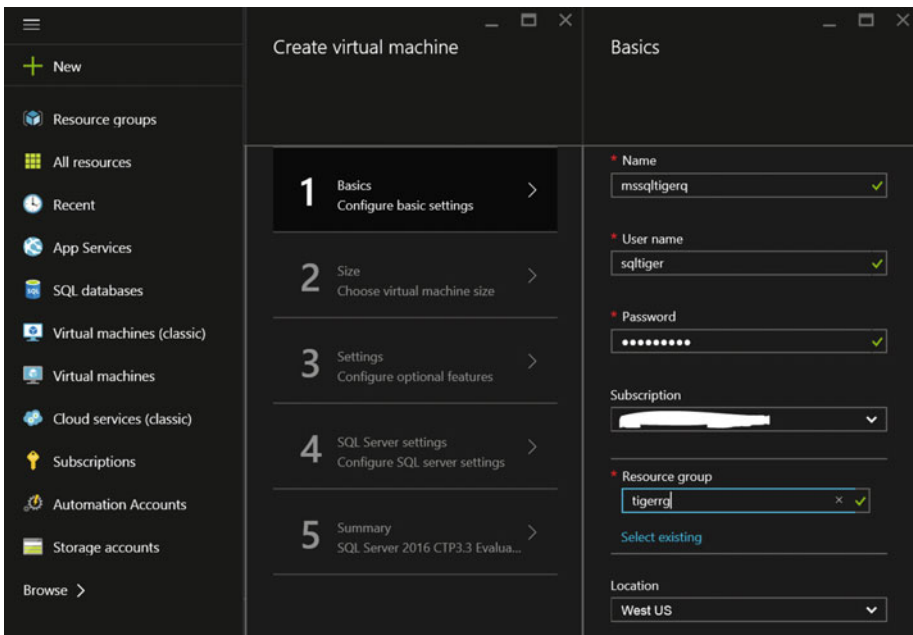 New
Resource groups
All resources
Recent
App Services
SQL databases
Virtual machines (classic)
Virtual machines
Cloud services (classic)
Subscriptions
Automation Accounts
Storage accounts
Browse
Create virtual machine
1
Basics
Configure basic settings
2
Size
Choose virtual machine size
3
Settings
Configure optional features
4
SQL Server settings
Configure SQL server settings
5
Summary
SQL Server 2016 CTP3.3 Evalua...
Basics
* Name
mssqltigerq
* User name
sqltiger
* Password
•••••••••
Subscription
* Resource group
tigerrg
Select existing
Location
West US